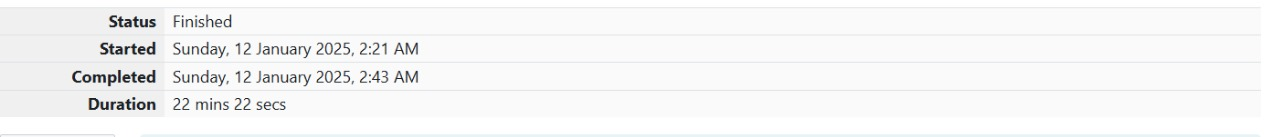 Status Finished
Started Sunday, 12 January 2025, 2:21 AM
Completed Sunday, 12 January 2025, 2:43 AM
Duration 22 mins 22 secs